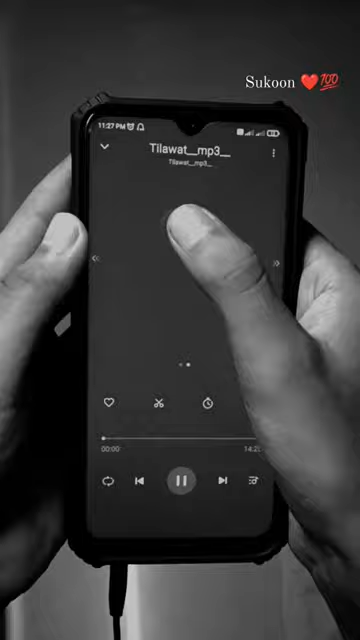 Sukoon ❤️💯
11:27 PM
Tilawat__mp3__
Tilawat__mp3__
00:00